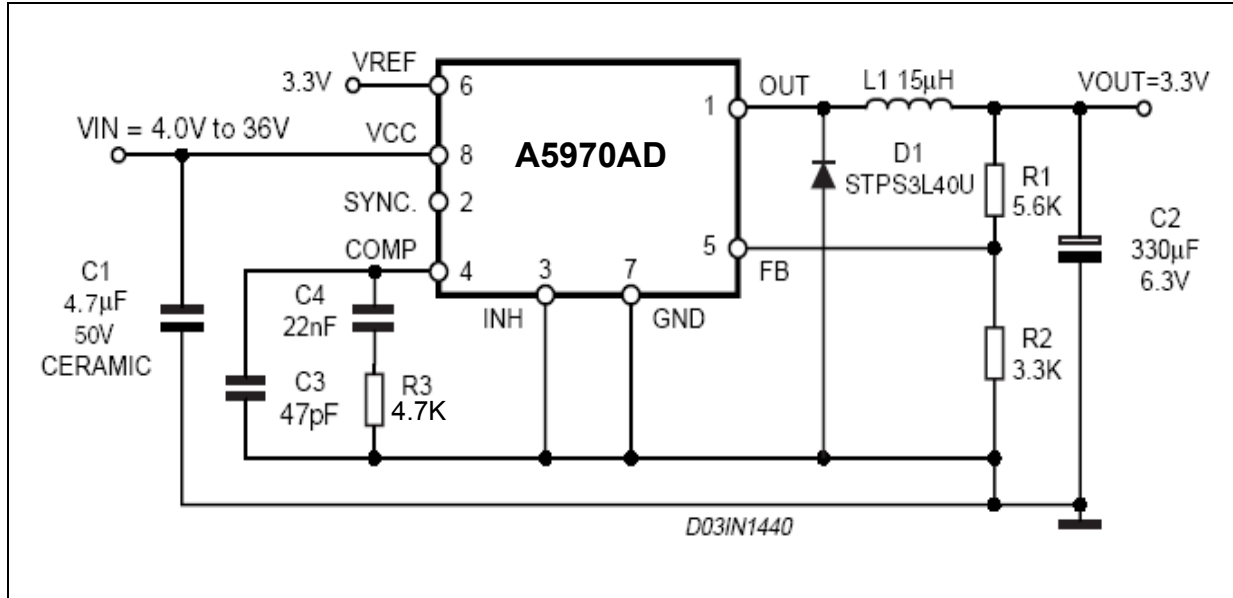 VREF
3.3V
6
VIN = 4.0V to 36V
VCC
8
SYNC.
2
COMP
4
A5970AD
1
OUT
L1 15μH
VOUT=3.3V
D1
STPS3L40U
R1
5.6K
C2
330μF
6.3V
5
FB
R2
3.3K
3
INH
7
GND
C1
4.7μF
50V
CERAMIC
C4
22nF
C3
47pF
R3
4.7K
D03IN1440